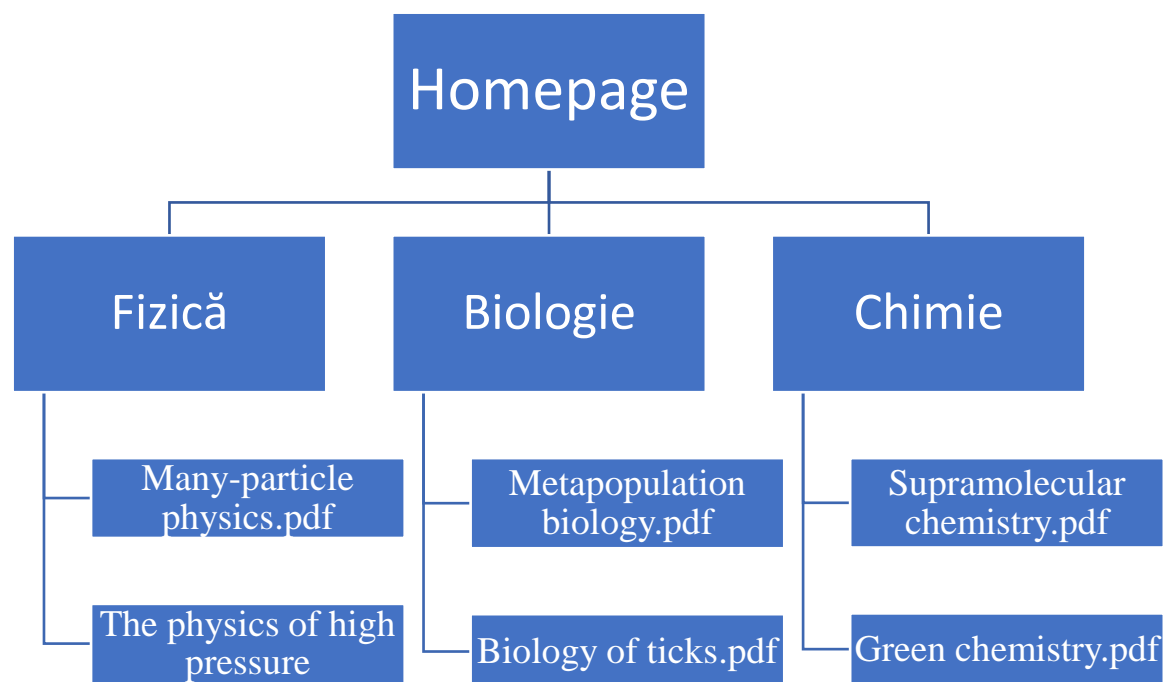 Homepage
Fizică
Biologie
Chimie
Many-particle
physics.pdf
Metapopulation
biology.pdf
Supramolecular
chemistry.pdf
The physics of high
pressure
Biology of ticks.pdf
Green chemistry.pdf